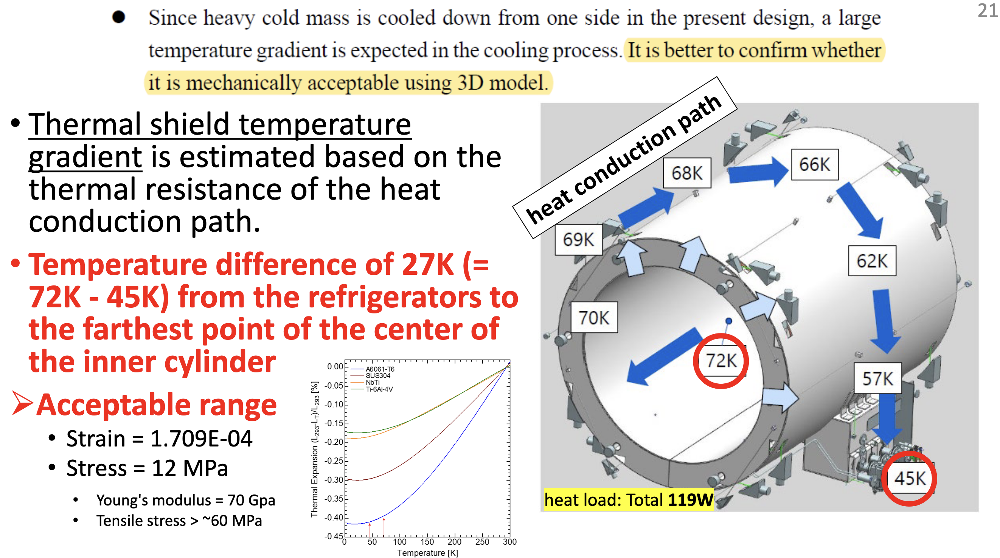 21
● Since heavy cold mass is cooled down from one side in the present design, a large
temperature gradient is expected in the cooling process. It is better to confirm whether
it is mechanically acceptable using 3D model.
• Thermal shield temperature
gradient is estimated based on the
thermal resistance of the heat
conduction path.
• Temperature difference of 27K (=
72K - 45K) from the refrigerators to
the farthest point of the center of
the inner cylinder
➢Acceptable range
• Strain = 1.709E-04
• Stress = 12 MPa
• Young's modulus = 70 Gpa
• Tensile stress > ~60 MPa
A6061-T6
SUS304
NbTi
Ti-6Al-4V
Thermal Expansion (L293-LT)/L293 [%]
0.00
-0.05
-0.10
-0.15
-0.20
-0.25
-0.30
-0.35
-0.40
-0.45
0 50 100 150 200 250 300
Temperature [K]
heat conduction path
68K
66K
69K
62K
70K
72K
57K
45K
heat load: Total 119W